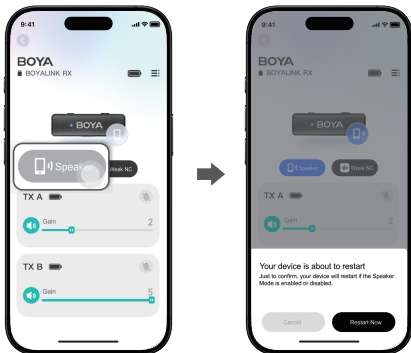 9:41
BOYA
BOYALINK RX
BOYA
Speaker
Weak NC
TX A
Gain
2
TX B
Gain
5
9:41
BOYA
BOYALINK RX
BOYA
Speaker
Weak NC
TX A
Gain
2
Your device is about to restart
Just to confirm, your device will restart if the Speaker
Mode is enabled or disabled.
Cancel
Restart Now